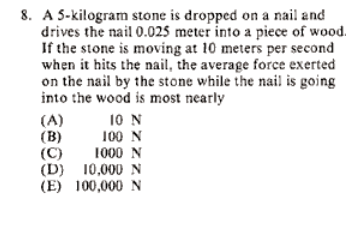 8. A 5-kilogram stone is dropped on a nail and
drives the nail 0.025 meter into a piece of wood.
If the stone is moving at 10 meters per second
when it hits the nail, the average force exerted
on the nail by the stone while the nail is going
into the wood is most nearly
(A) 10 N
(B) 100 N
(C) 1000 N
(D) 10,000 N
(E) 100,000 N